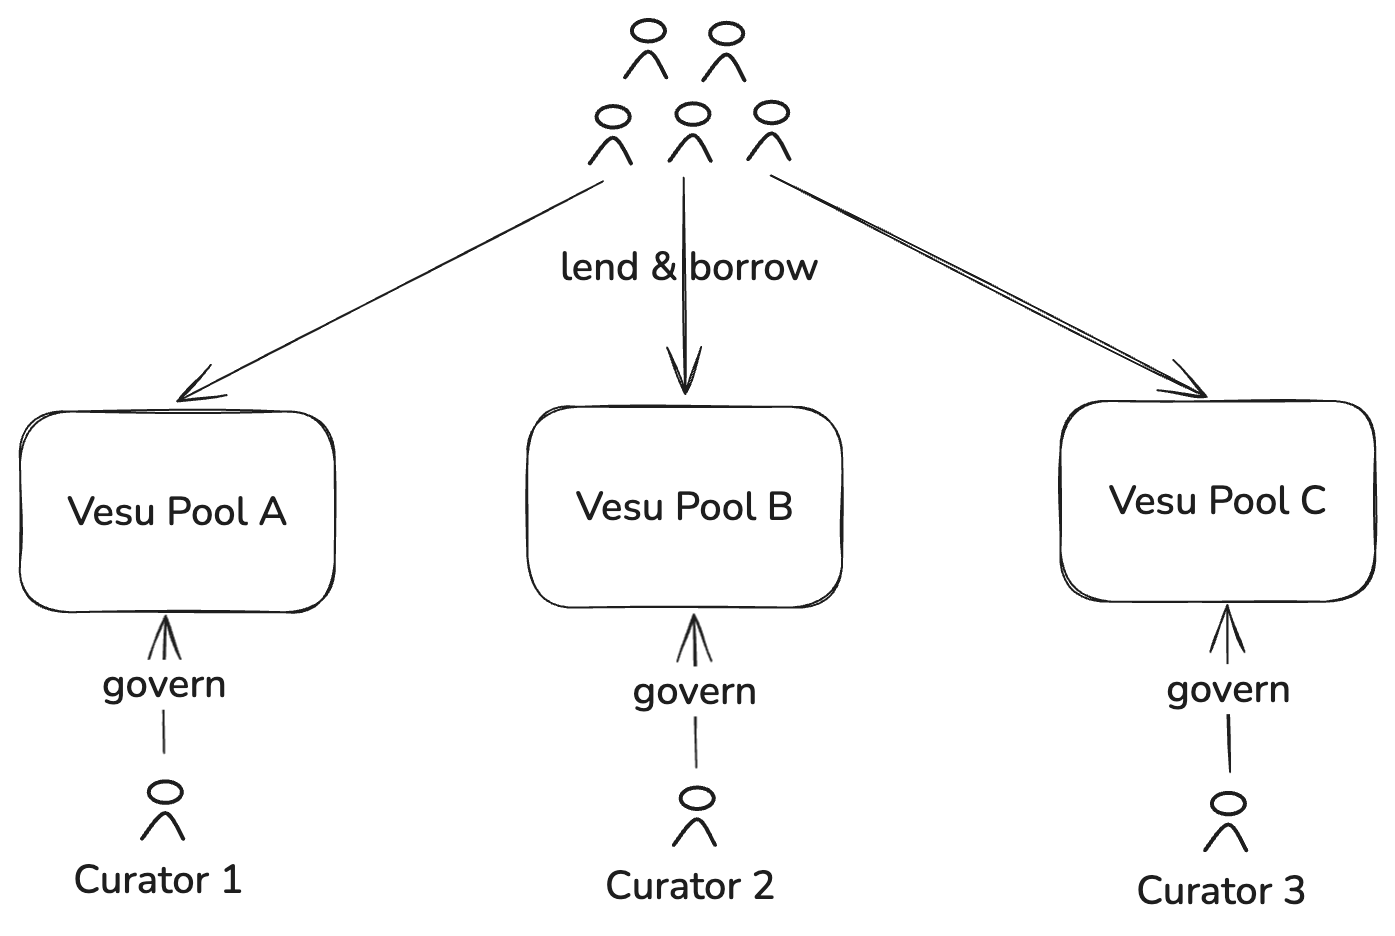 lend & borrow
Vesu Pool A
Vesu Pool B
Vesu Pool C
govern
govern
govern
Curator 1
Curator 2
Curator 3